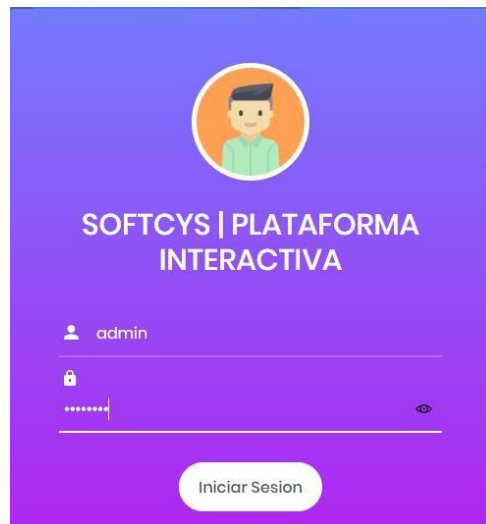 SOFTCYS | PLATAFORMA
INTERACTIVA
admin
••••••••
Iniciar Sesion